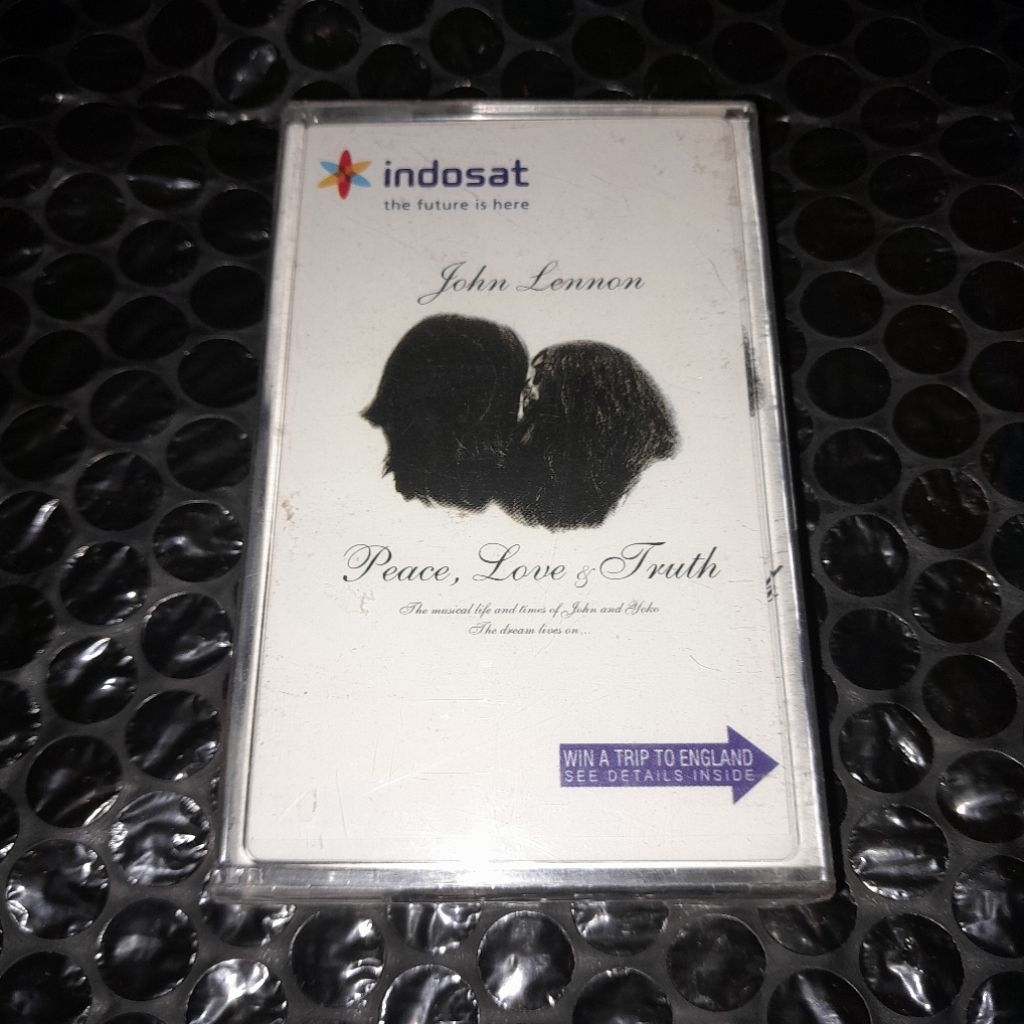 indosat
the future is here
John Lennon
Peace, Love & Truth
The musical life and times of John and Yoko
The dream lives on...
WIN A TRIP TO ENGLAND
SEE DETAILS INSIDE